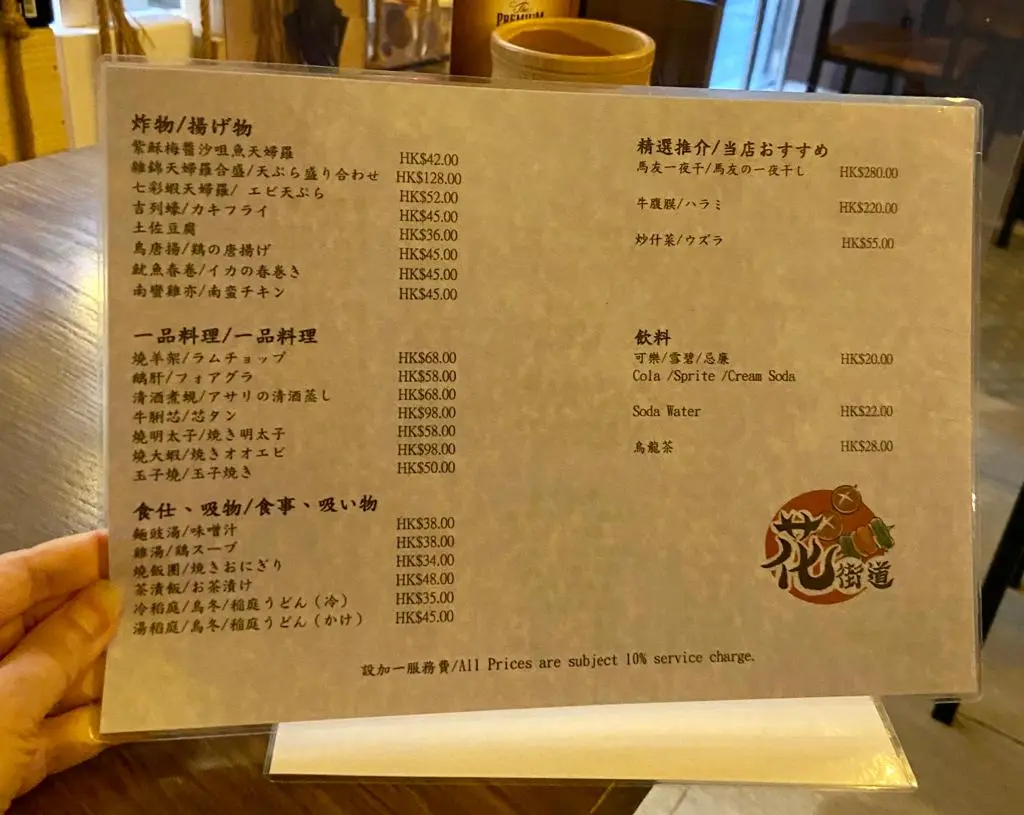 The
PREMIUM
炸物/揚げ物
紫酥梅醬沙咀魚天婦羅 HK$42.00
雜錦天婦羅合盛/天ぷら盛り合わせ HK$128.00
七彩蝦天婦羅/ エビ天ぷら HK$52.00
吉列蠔/カキフライ HK$45.00
土佐豆腐 HK$36.00
鳥唐揚/鶏の唐揚げ HK$45.00
魷魚春卷/イカの春巻き HK$45.00
南蠻雞亦/南蛮チキン HK$45.00
一品料理/一品料理
燒羊架/ラムチョップ HK$68.00
鵝肝/フォアグラ HK$58.00
清酒煮蜆/アサリの清酒蒸し HK$68.00
牛脷芯/芯タン HK$98.00
燒明太子/焼き明太子 HK$58.00
燒大蝦/焼きオオエビ HK$98.00
玉子燒/玉子焼き HK$50.00
食仕、吸物/食事、吸い物
麵豉湯/味噌汁 HK$38.00
雞湯/鶏スープ HK$38.00
燒飯團/焼きおにぎり HK$34.00
茶漬飯/お茶漬け HK$48.00
冷稻庭/烏冬/稲庭うどん(冷) HK$35.00
湯稻庭/烏冬/稲庭うどん(かけ) HK$45.00
精選推介/当店おすすめ
馬友一夜干/馬友の一夜干し HK$280.00
牛腹膜/ハラミ HK$220.00
炒什菜/ウズラ HK$55.00
飲料
可樂/雪碧/忌廉 HK$20.00
Cola /Sprite /Cream Soda
Soda Water HK$22.00
烏龍茶 HK$28.00
花街道
設加一服務費/All Prices are subject 10% service charge.